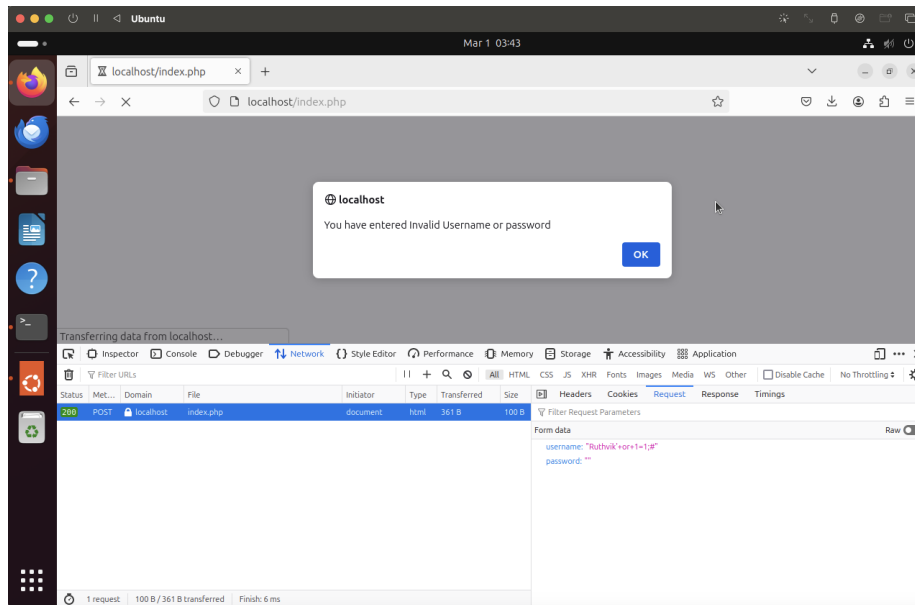 Ubuntu
Mar 1 03:43
localhost/index.php
localhost/index.php
localhost
You have entered Invalid Username or password
OK
Transferring data from localhost...
Inspector Console Debugger Network Style Editor Performance Memory Storage Accessibility Application
Filter URLs All HTML CSS JS XHR Fonts Images Media WS Other Disable Cache No Throttling
Status Met... Domain File Initiator Type Transferred Size Headers Cookies Request Response Timings
200 POST localhost index.php document html 361 B 100 B Filter Request Parameters
Form data Raw
username: "Ruthvik'+or+1=1;#"
password: ""
1 request 100 B / 361 B transferred Finish: 6 ms